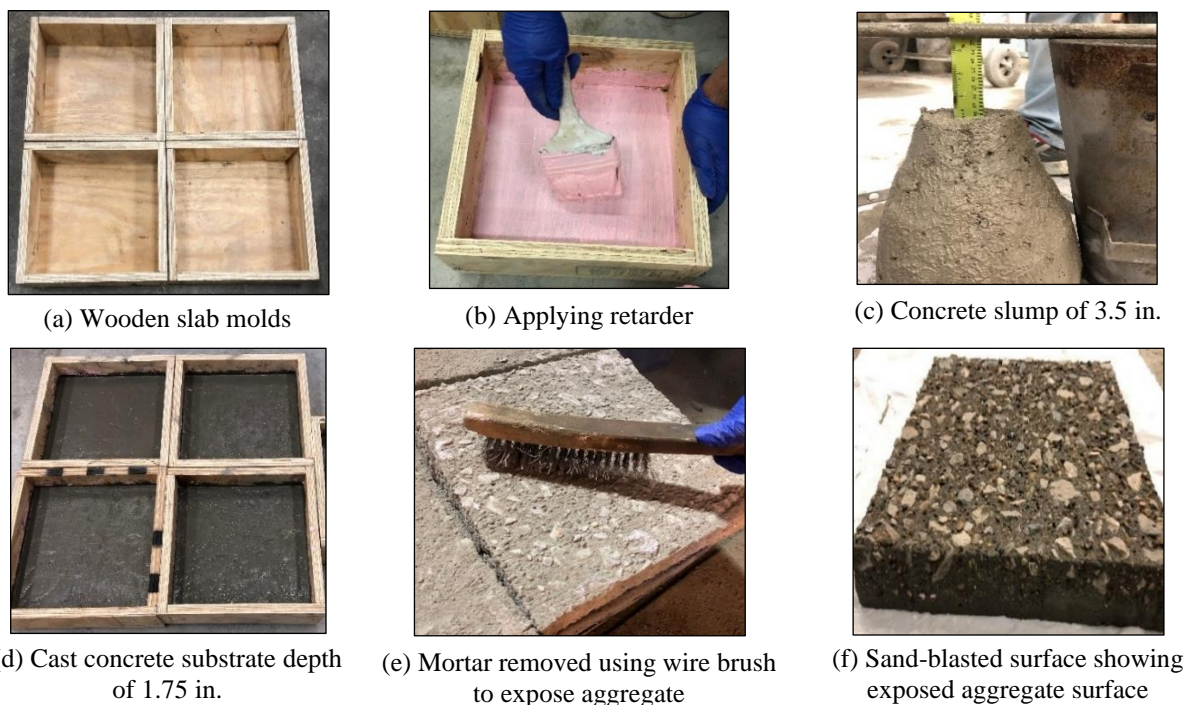 (a) Wooden slab molds
(b) Applying retarder
(c) Concrete slump of 3.5 in.
d) Cast concrete substrate depth
of 1.75 in.
(e) Mortar removed using wire brush
to expose aggregate
(f) Sand-blasted surface showing
exposed aggregate surface